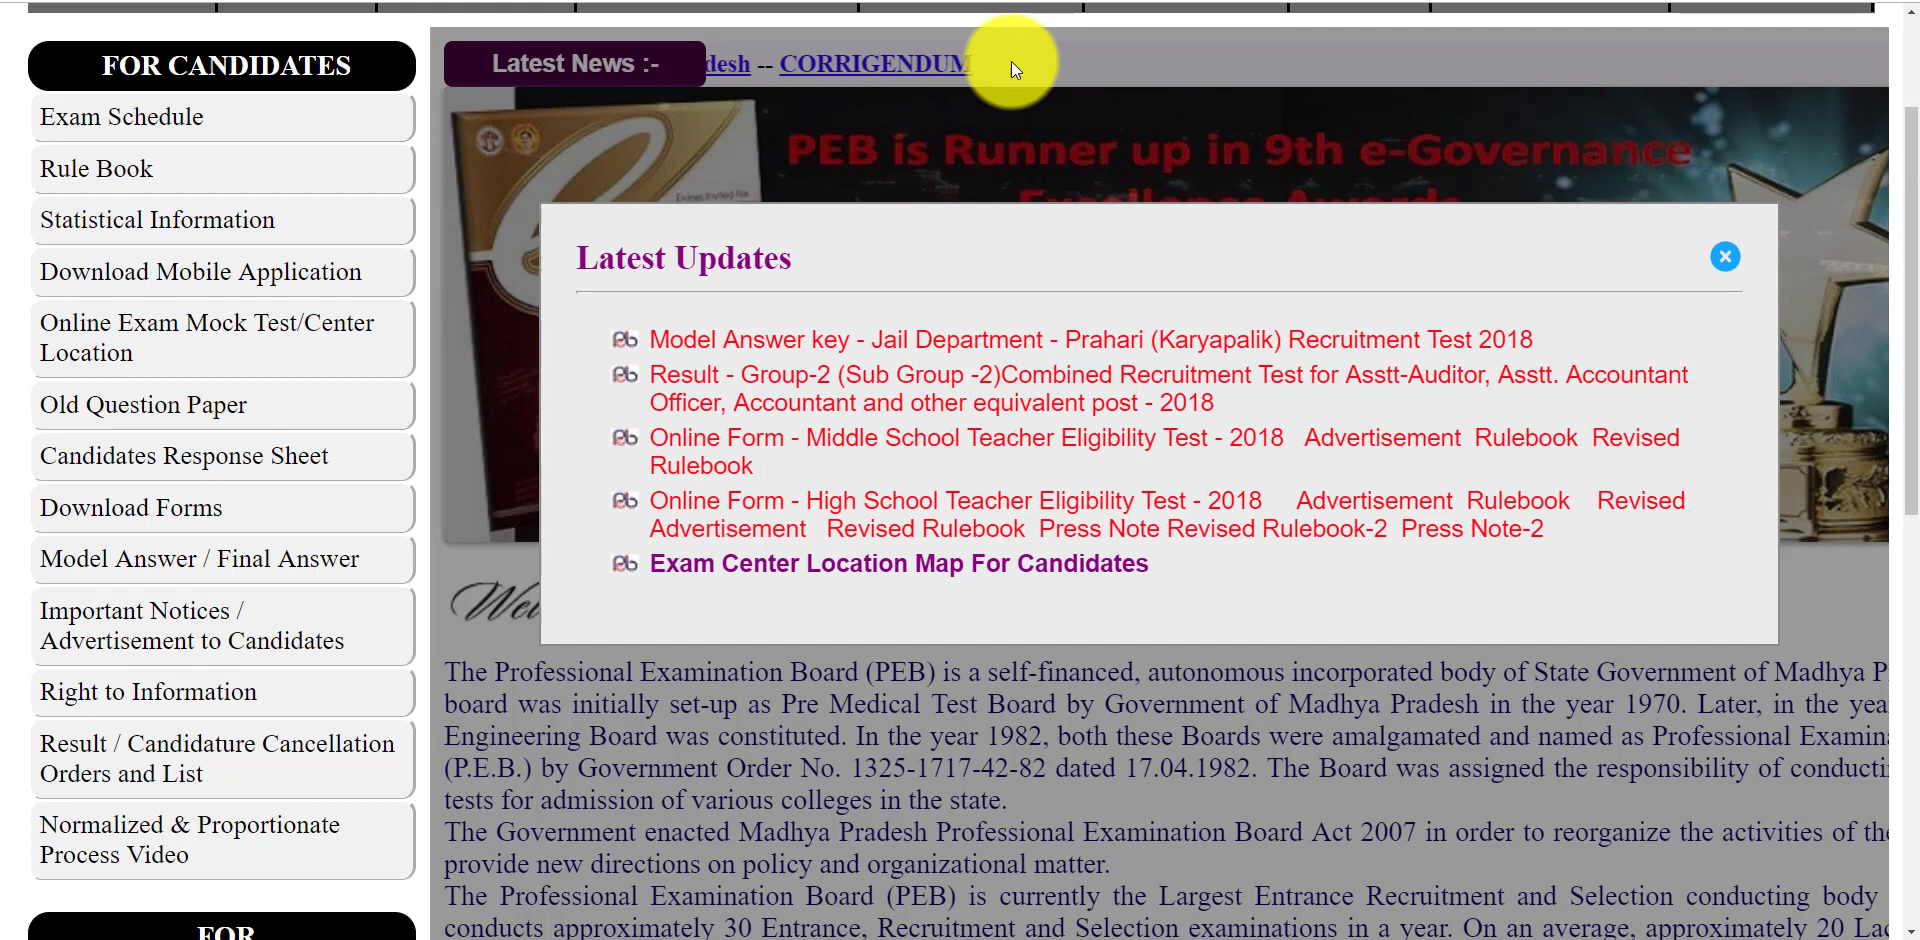 FOR CANDIDATES
Exam Schedule
Rule Book
Statistical Information
Download Mobile Application
Online Exam Mock Test/Center
Location
Old Question Paper
Candidates Response Sheet
Download Forms
Model Answer / Final Answer
Important Notices /
Advertisement to Candidates
Right to Information
Result / Candidature Cancellation
Orders and List
Normalized & Proportionate
Process Video
FOR
Latest News :- desh -- CORRIGENDUM
PEB is Runner up in 9th e-Governance
Excellence Awards
Latest Updates
Model Answer key - Jail Department - Prahari (Karyapalik) Recruitment Test 2018
Result - Group-2 (Sub Group -2)Combined Recruitment Test for Asstt-Auditor, Asstt. Accountant
Officer, Accountant and other equivalent post - 2018
Online Form - Middle School Teacher Eligibility Test - 2018 Advertisement Rulebook Revised
Rulebook
Online Form - High School Teacher Eligibility Test - 2018 Advertisement Rulebook Revised
Advertisement Revised Rulebook Press Note Revised Rulebook-2 Press Note-2
Exam Center Location Map For Candidates
Wel
The Professional Examination Board (PEB) is a self-financed, autonomous incorporated body of State Government of Madhya P
board was initially set-up as Pre Medical Test Board by Government of Madhya Pradesh in the year 1970. Later, in the yea
Engineering Board was constituted. In the year 1982, both these Boards were amalgamated and named as Professional Examina
(P.E.B.) by Government Order No. 1325-1717-42-82 dated 17.04.1982. The Board was assigned the responsibility of conducti
tests for admission of various colleges in the state.
The Government enacted Madhya Pradesh Professional Examination Board Act 2007 in order to reorganize the activities of the
provide new directions on policy and organizational matter.
The Professional Examination Board (PEB) is currently the Largest Entrance Recruitment and Selection conducting body
conducts approximately 30 Entrance, Recruitment and Selection examinations in a year. On an average, approximately 20 Lac